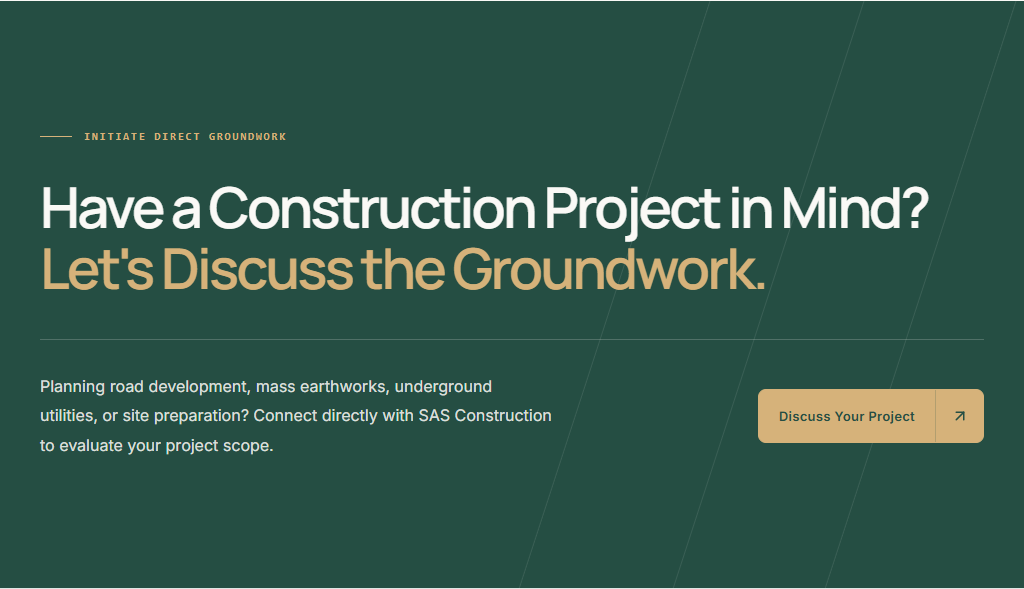 INITIATE DIRECT GROUNDWORK
Have a Construction Project in Mind?
Let's Discuss the Groundwork.
Planning road development, mass earthworks, underground
utilities, or site preparation? Connect directly with SAS Construction
to evaluate your project scope.
Discuss Your Project